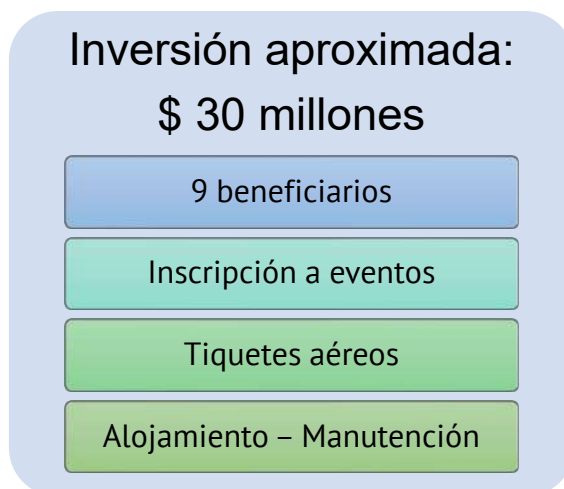 Inversión aproximada:
$ 30 millones
9 beneficiarios
Inscripción a eventos
Tiquetes aéreos
Alojamiento – Manutención